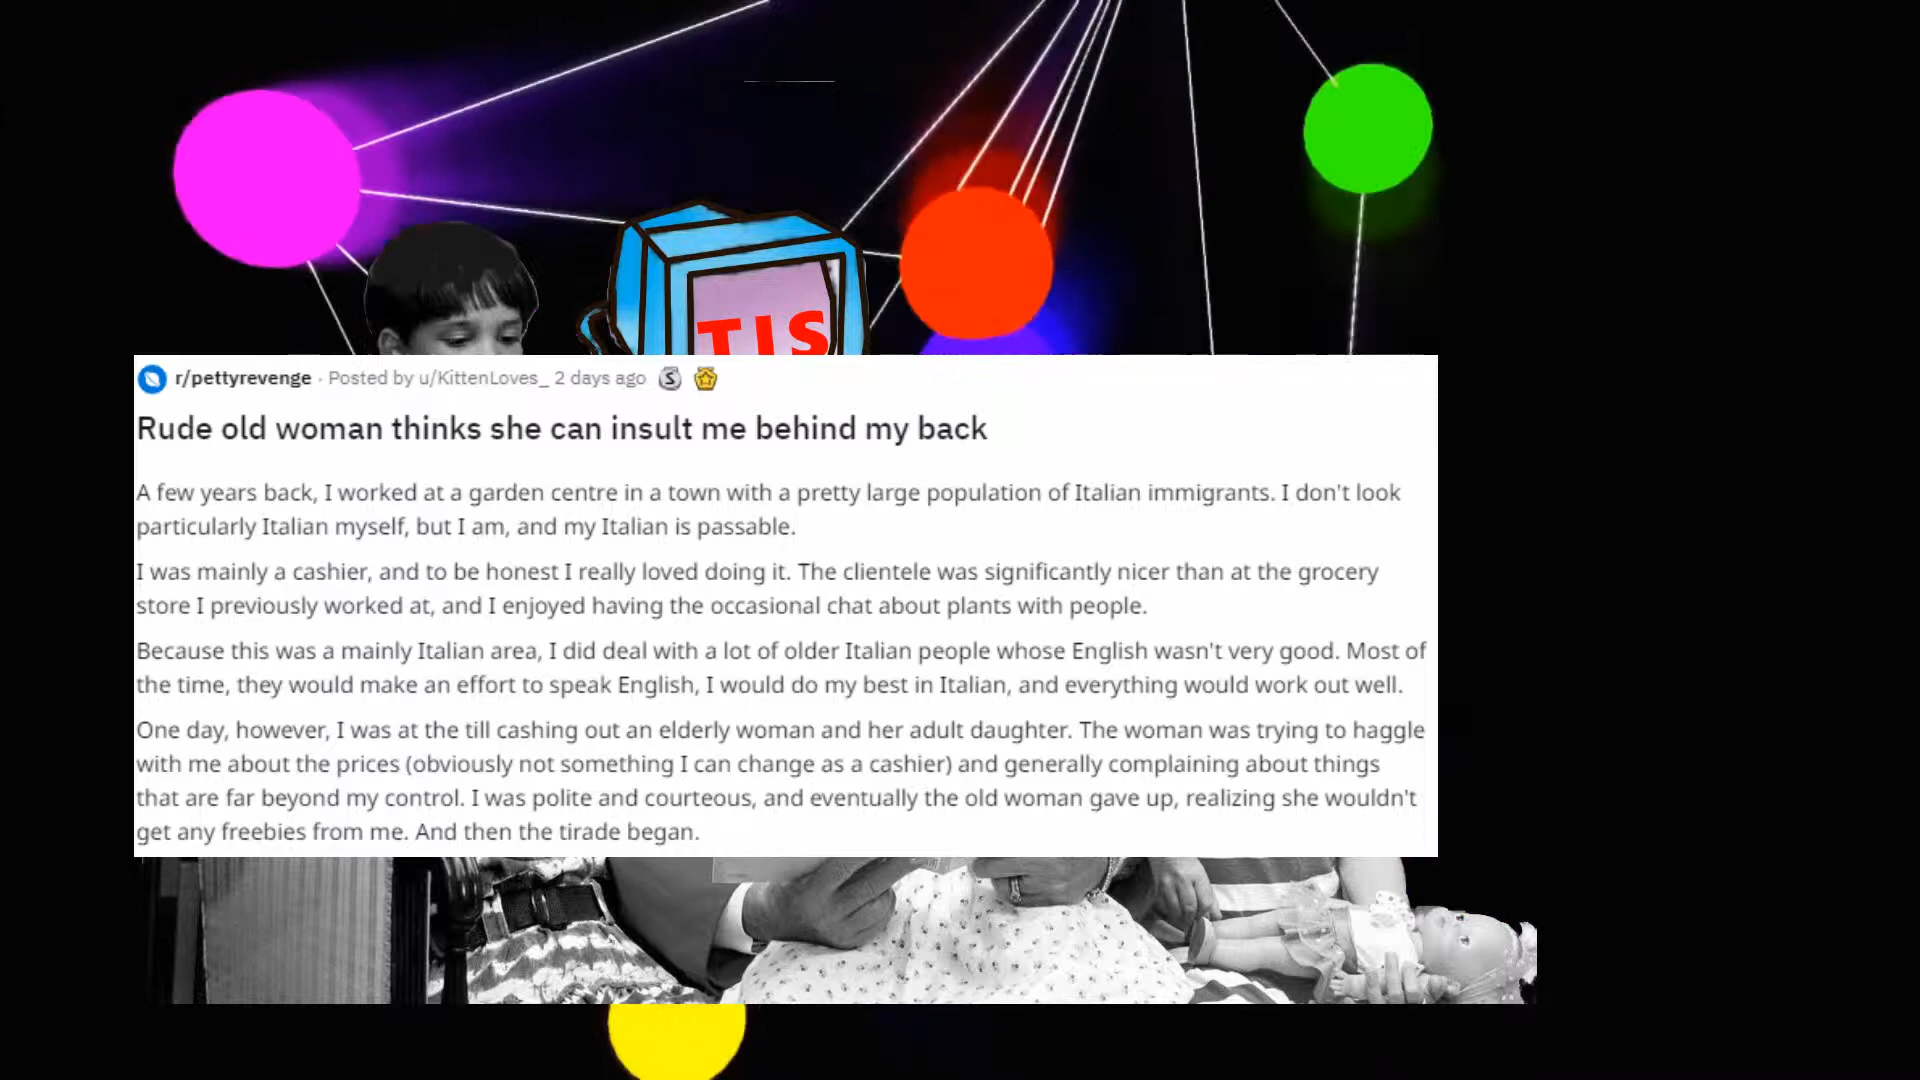 TIS
r/pettyrevenge · Posted by u/KittenLoves_ 2 days ago
Rude old woman thinks she can insult me behind my back
A few years back, I worked at a garden centre in a town with a pretty large population of Italian immigrants. I don't look
particularly Italian myself, but I am, and my Italian is passable.
I was mainly a cashier, and to be honest I really loved doing it. The clientele was significantly nicer than at the grocery
store I previously worked at, and I enjoyed having the occasional chat about plants with people.
Because this was a mainly Italian area, I did deal with a lot of older Italian people whose English wasn't very good. Most of
the time, they would make an effort to speak English, I would do my best in Italian, and everything would work out well.
One day, however, I was at the till cashing out an elderly woman and her adult daughter. The woman was trying to haggle
with me about the prices (obviously not something I can change as a cashier) and generally complaining about things
that are far beyond my control. I was polite and courteous, and eventually the old woman gave up, realizing she wouldn't
get any freebies from me. And then the tirade began.